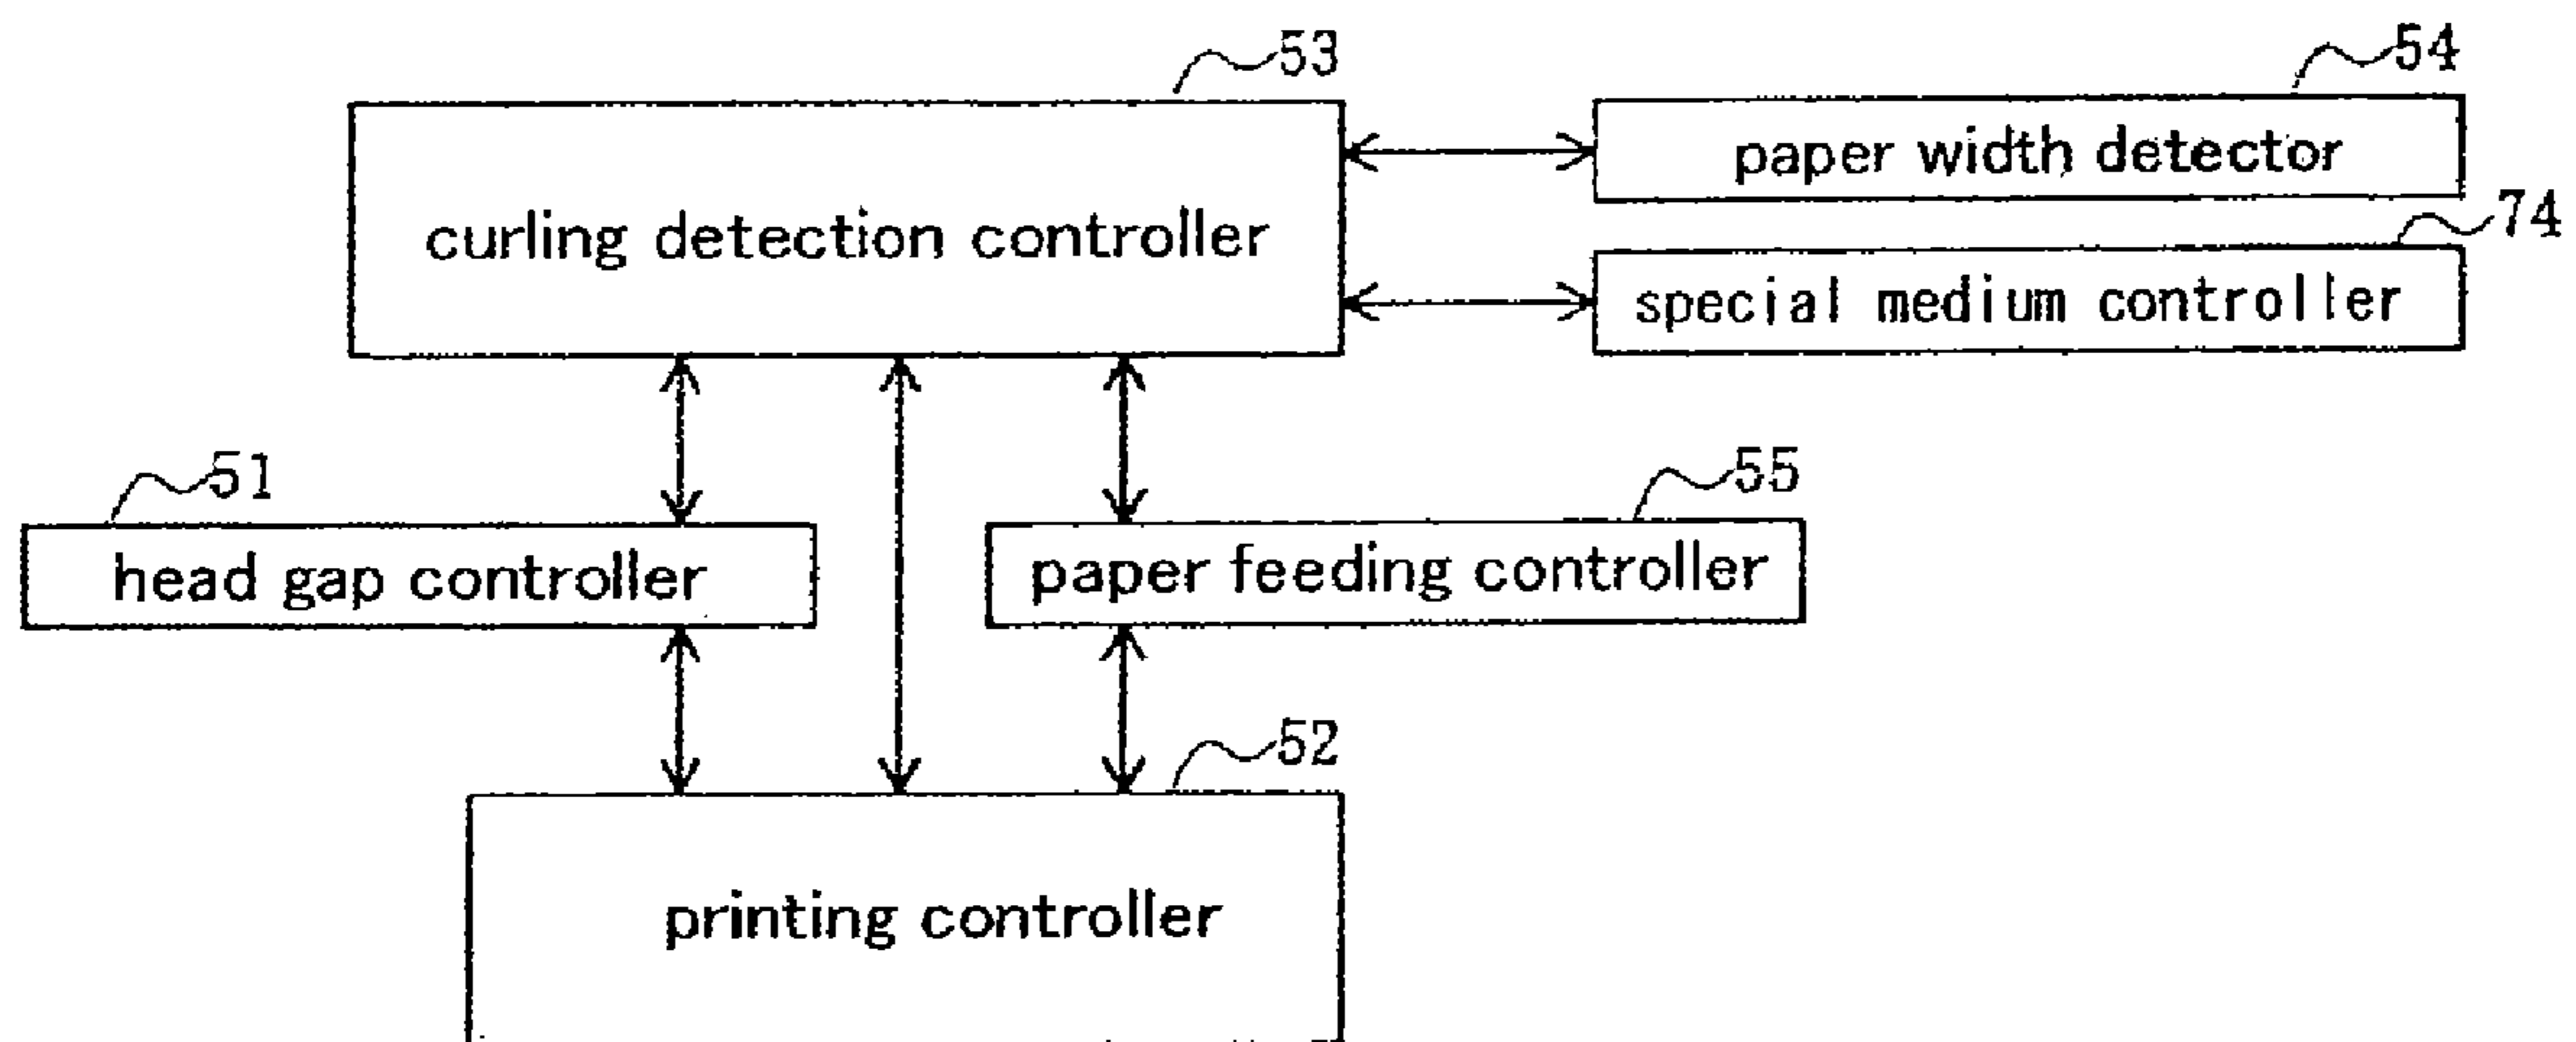 53
54
curling detection controller
paper width detector
74
special medium controller
51
55
head gap controller
paper feeding controller
52
printing controller